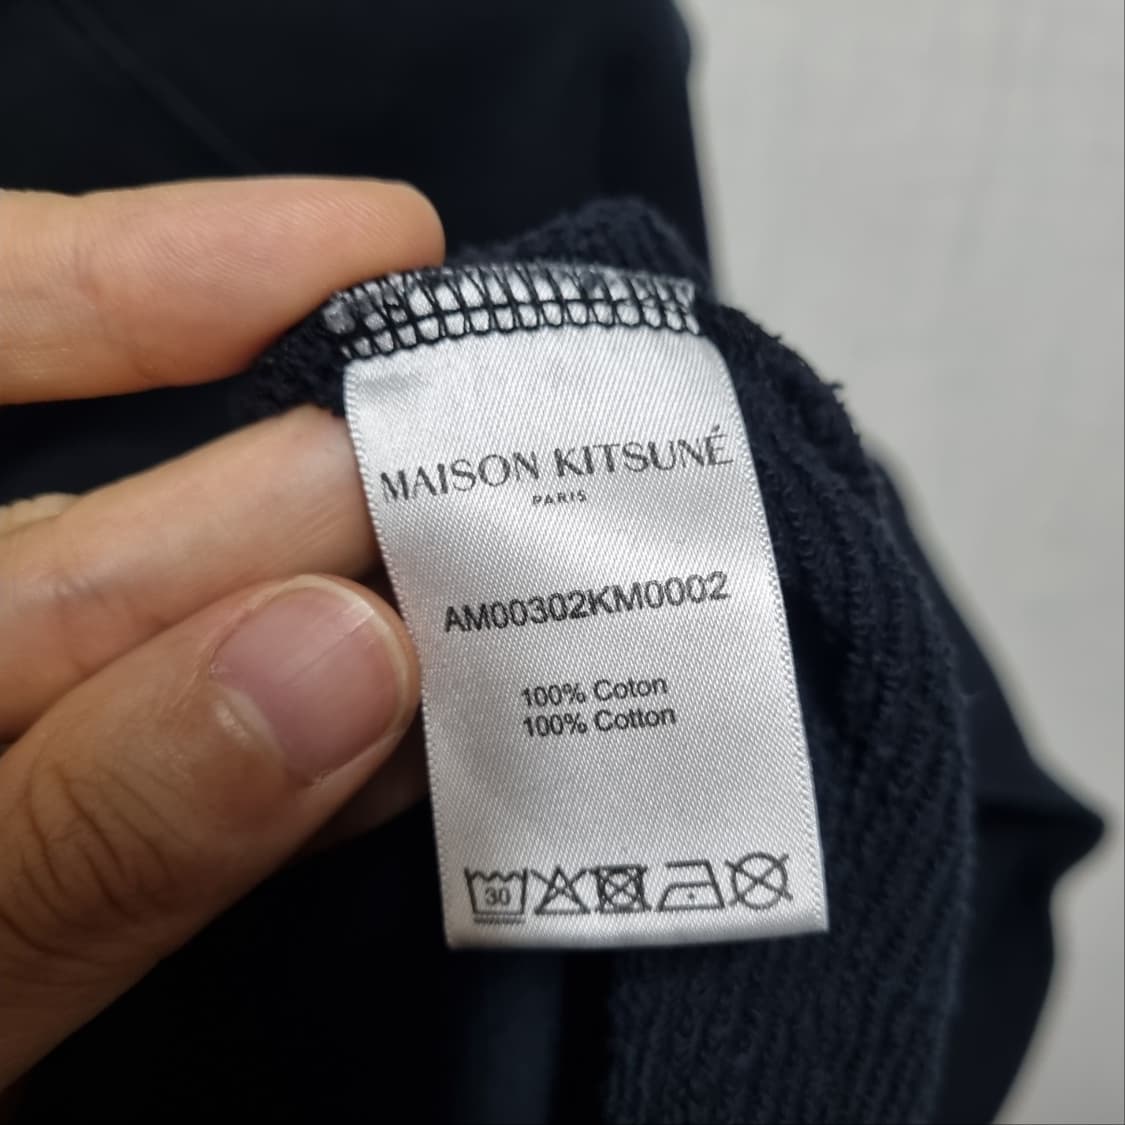 MAISON KITSUNÉ
PARIS
AM00302KM0002
100% Coton
100% Cotton
30